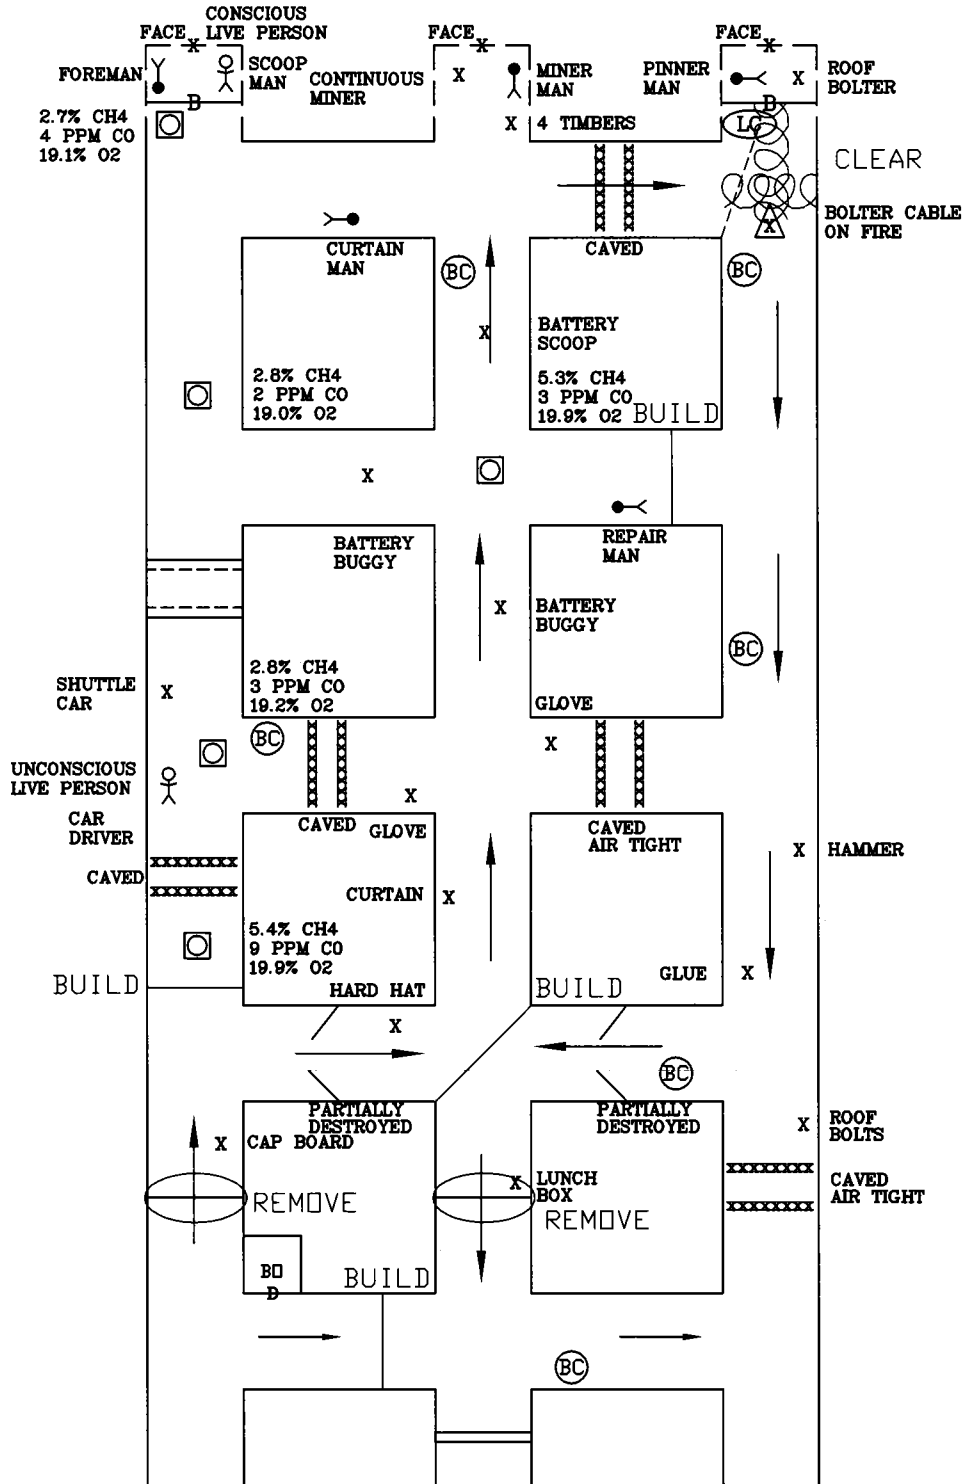 CONSCIOUS
LIVE PERSON
FACE
X
FACE
X
FACE
X
FOREMAN
SCOOP
MAN
CONTINUOUS
MINER
X
MINER
MAN
PINNER
MAN
X
ROOF
BOLTER
B
B
2.7% CH4
4 PPM CO
19.1% O2
X
4 TIMBERS
LC
CLEAR
BOLTER CABLE
ON FIRE
X
CURTAIN
MAN
BC
CAVED
BC
X
BATTERY
SCOOP
2.8% CH4
2 PPM CO
19.0% O2
5.3% CH4
3 PPM CO
19.9% O2
BUILD
X
BATTERY
BUGGY
REPAIR
MAN
X
BATTERY
BUGGY
BC
2.8% CH4
3 PPM CO
19.2% O2
SHUTTLE
CAR
X
GLOVE
BC
X
UNCONSCIOUS
LIVE PERSON
X
CAR
DRIVER
CAVED
GLOVE
CAVED
AIR TIGHT
X
HAMMER
CAVED
CURTAIN
X
5.4% CH4
9 PPM CO
19.9% O2
GLUE
X
BUILD
HARD HAT
BUILD
X
BC
PARTIALLY
DESTROYED
PARTIALLY
DESTROYED
X
ROOF
BOLTS
X
CAP BOARD
X
LUNCH
BOX
CAVED
AIR TIGHT
REMOVE
REMOVE
BO
D
BUILD
BC